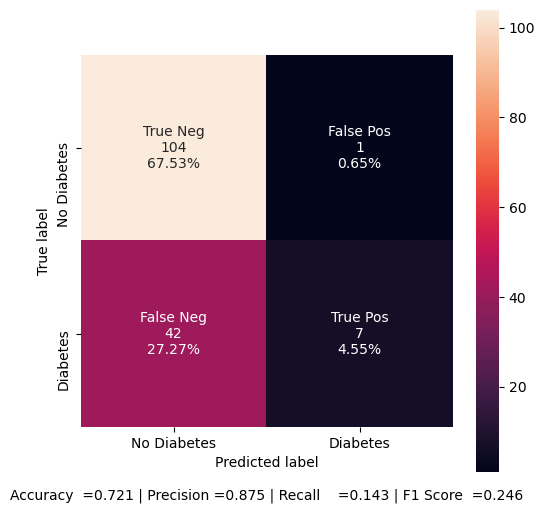 True Neg
104
67.53%
False Pos
1
0.65%
False Neg
42
27.27%
True Pos
7
4.55%
No Diabetes
Diabetes
True label
No Diabetes
Diabetes
Predicted label
100
80
60
40
20
Accuracy  =0.721 | Precision =0.875 | Recall    =0.143 | F1 Score  =0.246